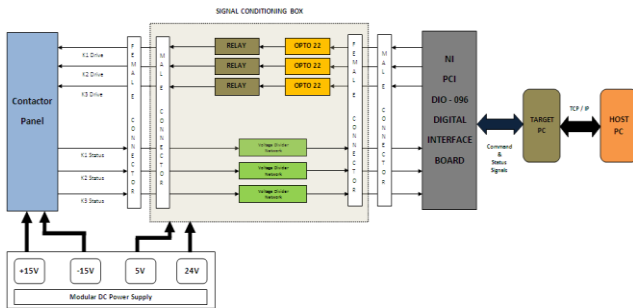 SIGNAL CONDITIONING BOX
Contactor
Panel
K1 Drive
K2 Drive
K3 Drive
K1 Status
K2 Status
K3 Status
FEMALE CONNECTOR
MALE CONNECTOR
RELAY
OPTO 22
RELAY
OPTO 22
RELAY
OPTO 22
Voltage Divider
Network
Voltage Divider
Network
Voltage Divider
Network
FEMALE CONNECTOR
MALE CONNECTOR
NI
PCI
DIO - 096
DIGITAL
INTERFACE
BOARD
Command
&
Status
Signals
TARGET
PC
TCP / IP
HOST
PC
+15V
-15V
5V
24V
Modular DC Power Supply